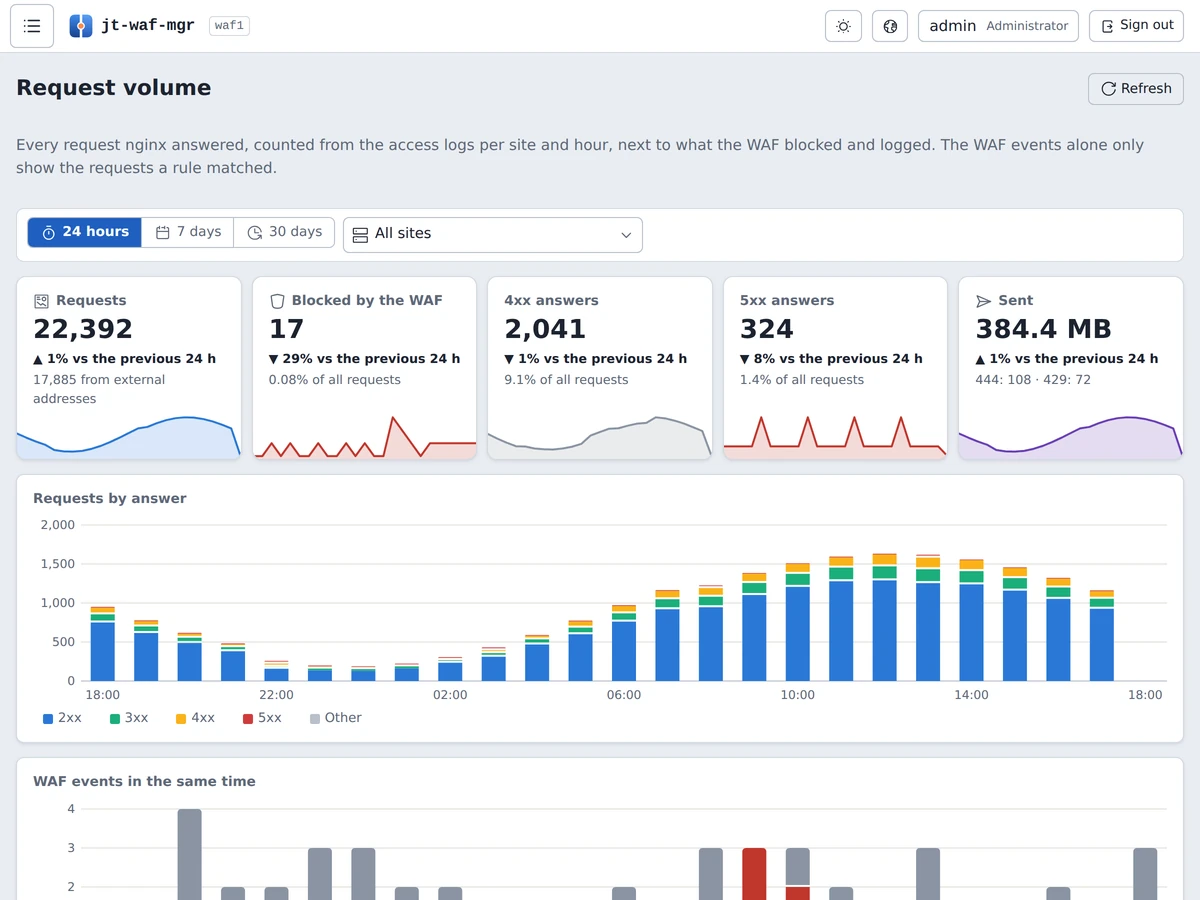 jt-waf-mgr waf1 admin Administrator Sign out
Request volume
Refresh
Every request nginx answered, counted from the access logs per site and hour, next to what the WAF blocked and logged. The WAF events alone only
show the requests a rule matched.
24 hours 7 days 30 days All sites
Requests
22,392
▲ 1% vs the previous 24 h
17,885 from external
addresses
Blocked by the WAF
17
▼ 29% vs the previous 24 h
0.08% of all requests
4xx answers
2,041
▼ 1% vs the previous 24 h
9.1% of all requests
5xx answers
324
▼ 8% vs the previous 24 h
1.4% of all requests
Sent
384.4 MB
▲ 1% vs the previous 24 h
444: 108 · 429: 72
Requests by answer
2,000
1,500
1,000
500
0
18:00 22:00 02:00 06:00 10:00 14:00 18:00
2xx 3xx 4xx 5xx Other
WAF events in the same time
4
3
2